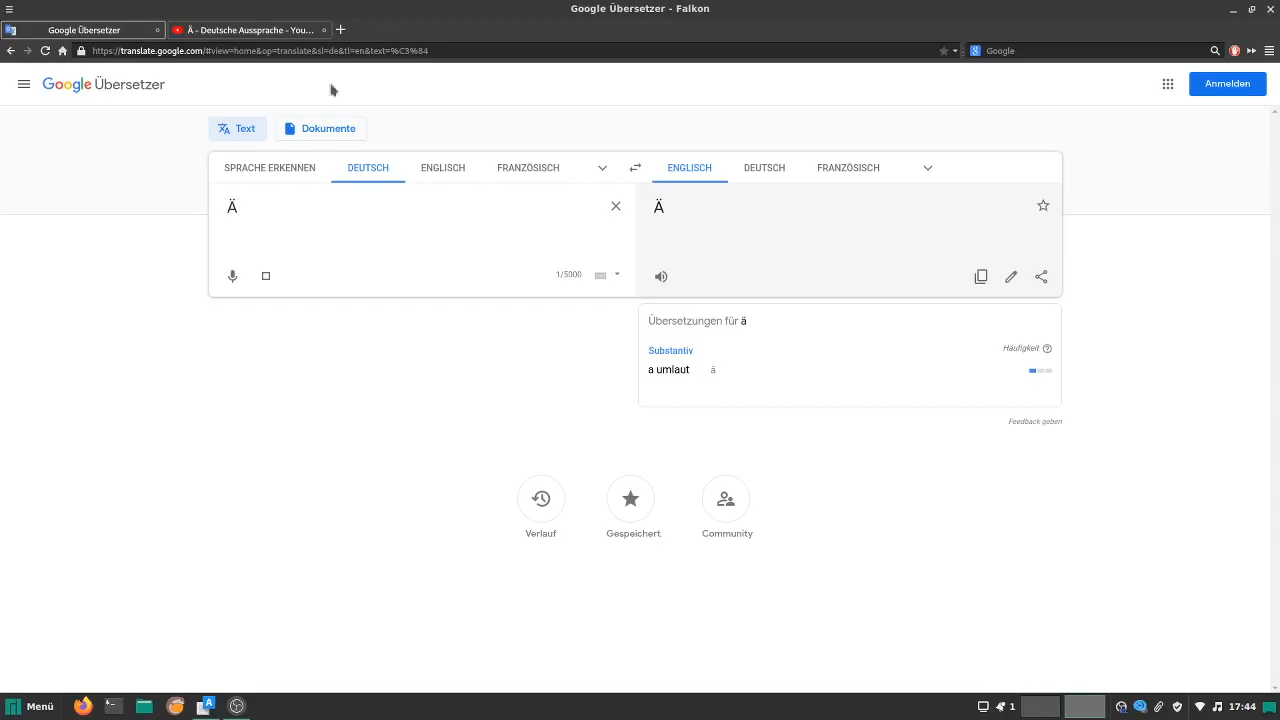 Google Übersetzer - Falkon
Google Übersetzer
Ä - Deutsche Aussprache - You...
https://translate.google.com/#view=home&op=translate&sl=de&tl=en&text=%C3%84
Google
Google Übersetzer
Anmelden
Text
Dokumente
SPRACHE ERKENNEN DEUTSCH ENGLISCH FRANZÖSISCH ENGLISCH DEUTSCH FRANZÖSISCH
Ä
Ä
1/5000
Übersetzungen für ä
Substantiv
Häufigkeit
a umlaut ä
Feedback geben
Verlauf
Gespeichert
Community
Menü
A
1
17:44